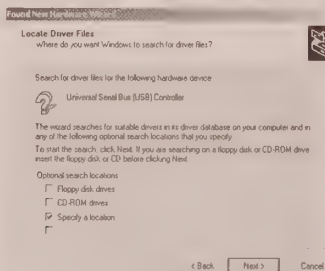 Found New Hardware Wizard
Locate Driver Files
Where do you want Windows to search for driver files?
Search for driver files for the following hardware device
Universal Serial Bus (USB) Controller
The wizard searches for suitable drivers in its driver database on your computer and in
any of the following optional search locations that you specify.
To start the search, click Next. If you are searching on a floppy disk or CD-ROM drive
insert the floppy disk or CD before clicking Next
Optional search locations
Floppy disk drives
CD-ROM drives
Specify a location
< Back
Next >
Cancel